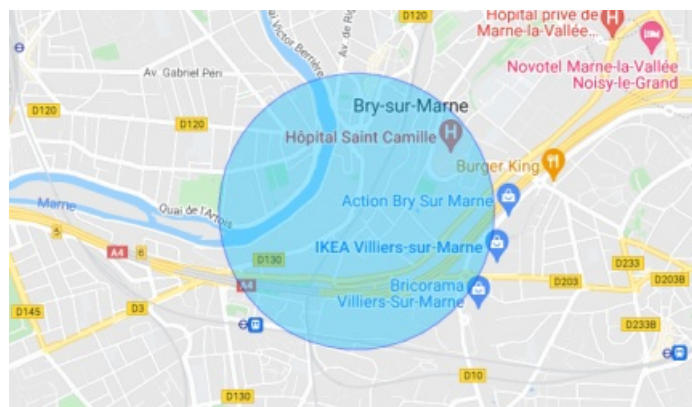 D120
Hôpital privé de
Marne-la-Vallée...
Novotel Marne-la-Vallée
Noisy-le-Grand
Av. Gabriel Péri
D120
D120
Bry-sur-Marne
Hôpital Saint Camille
Burger King
Action Bry Sur Marne
Marne
Quai de l'Artois
5
A4
6
IKEA Villiers-sur-Marne
D130
A4
Bricorama
Villiers-Sur-Marne
D233
D203
D203B
D145
D3
D233B
D10
D130